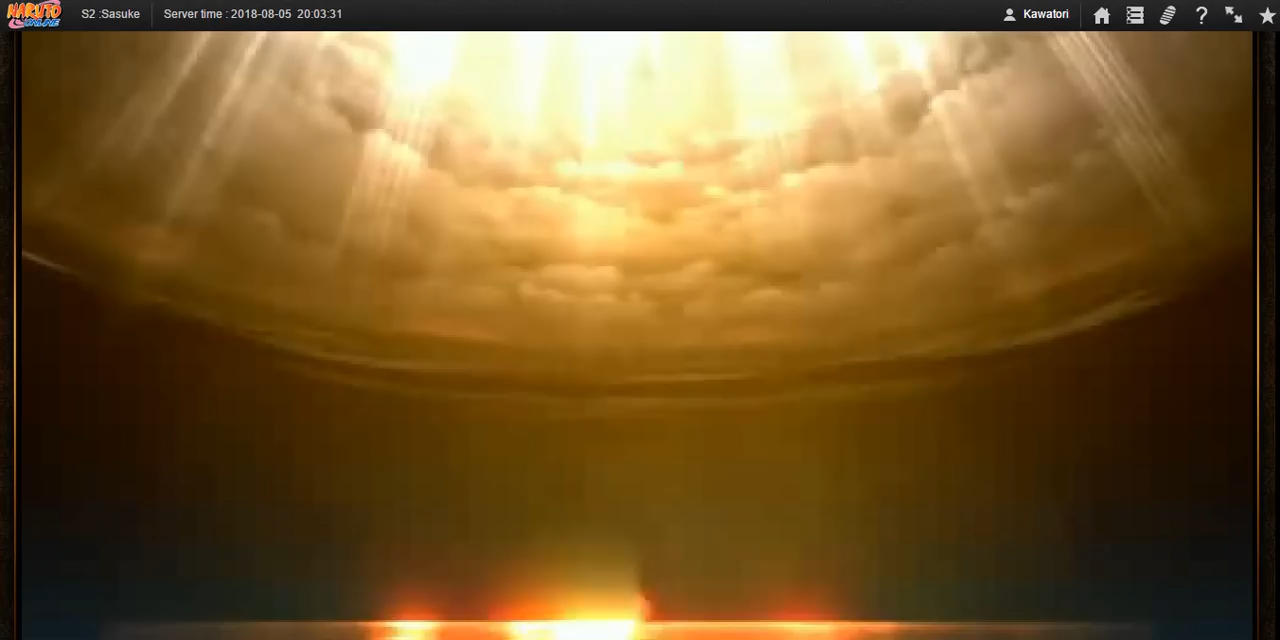 NARUTO
ONLINE
S2 :Sasuke
Server time : 2018-08-05 20:03:31
Kawatori
?